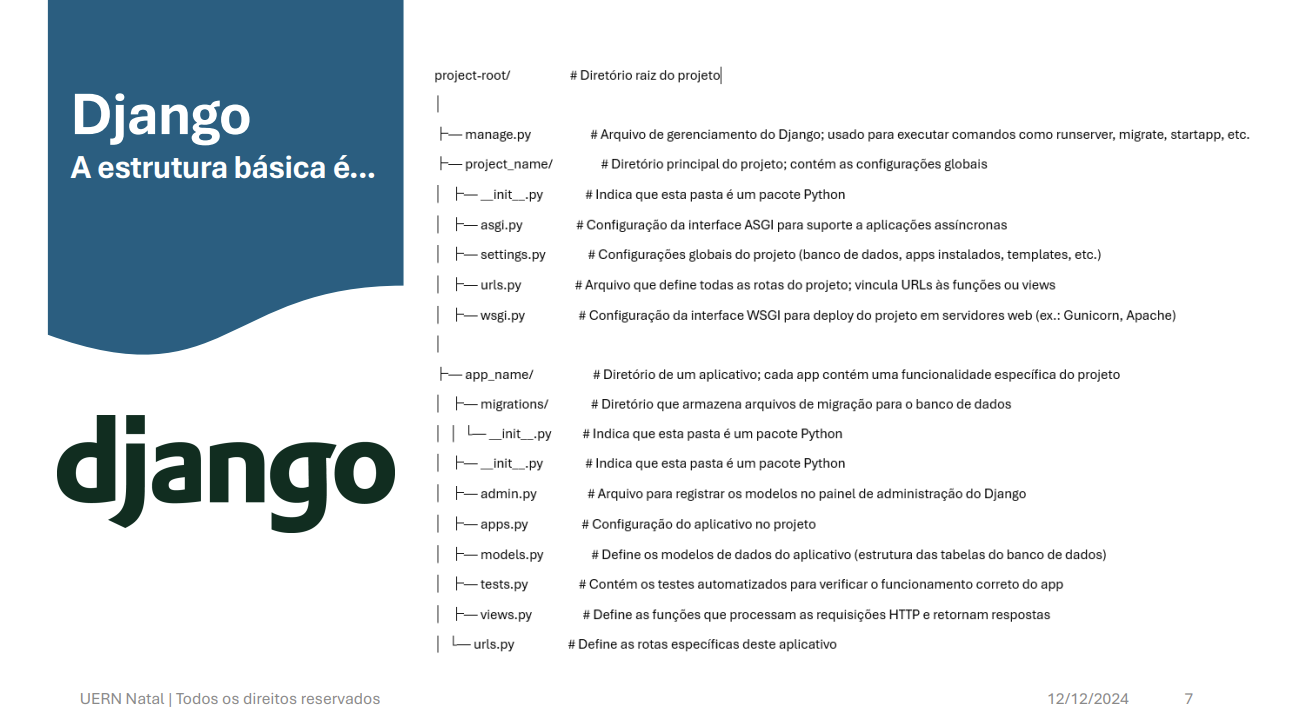 Django
A estrutura básica é...
django
project-root/ # Diretório raiz do projeto
│
├── manage.py # Arquivo de gerenciamento do Django; usado para executar comandos como runserver, migrate, startapp, etc.
├── project_name/ # Diretório principal do projeto; contém as configurações globais
│ ├── __init__.py # Indica que esta pasta é um pacote Python
│ ├── asgi.py # Configuração da interface ASGI para suporte a aplicações assíncronas
│ ├── settings.py # Configurações globais do projeto (banco de dados, apps instalados, templates, etc.)
│ ├── urls.py # Arquivo que define todas as rotas do projeto; vincula URLs às funções ou views
│ ├── wsgi.py # Configuração da interface WSGI para deploy do projeto em servidores web (ex.: Gunicorn, Apache)
│
├── app_name/ # Diretório de um aplicativo; cada app contém uma funcionalidade específica do projeto
│ ├── migrations/ # Diretório que armazena arquivos de migração para o banco de dados
│ │ └── __init__.py # Indica que esta pasta é um pacote Python
│ ├── __init__.py # Indica que esta pasta é um pacote Python
│ ├── admin.py # Arquivo para registrar os modelos no painel de administração do Django
│ ├── apps.py # Configuração do aplicativo no projeto
│ ├── models.py # Define os modelos de dados do aplicativo (estrutura das tabelas do banco de dados)
│ ├── tests.py # Contém os testes automatizados para verificar o funcionamento correto do app
│ ├── views.py # Define as funções que processam as requisições HTTP e retornam respostas
│ └── urls.py # Define as rotas específicas deste aplicativo
UERN Natal | Todos os direitos reservados 12/12/2024 7